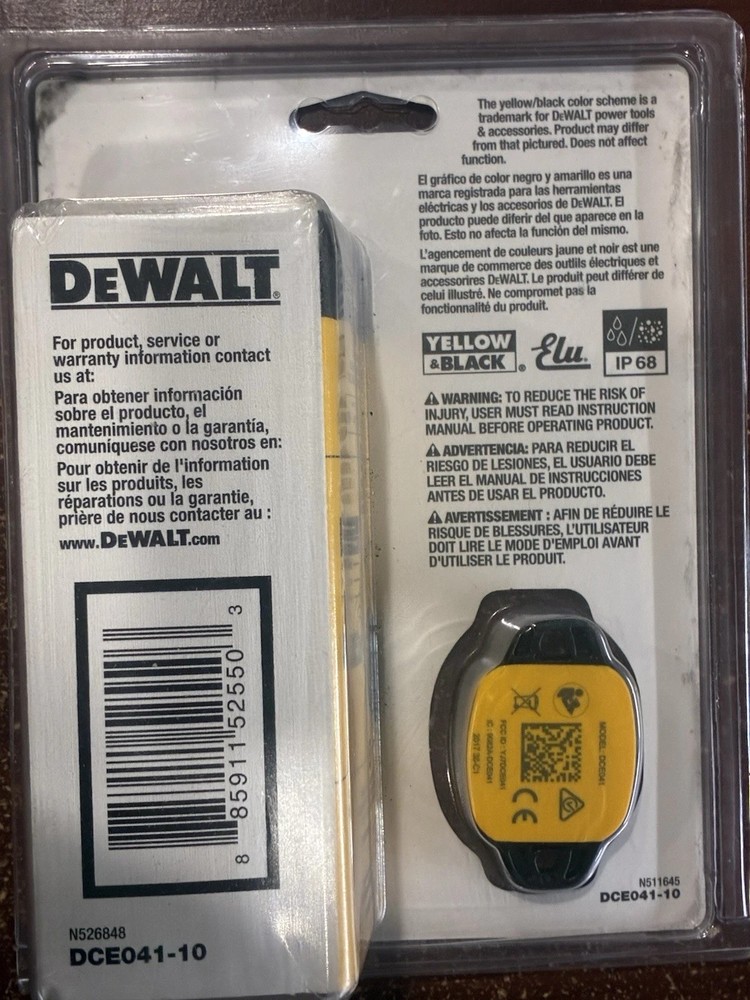 The yellow/black color scheme is a
trademark for DEWALT power tools
& accessories. Product may differ
from that pictured. Does not affect
function.
El gráfico de color negro y amarillo es una
marca registrada para las herramientas
eléctricas y los accesorios de DEWALT. El
producto puede diferir del que aparece en la
foto. Esto no afecta la función del mismo.
L'agencement de couleurs jaune et noir est une
marque de commerce des outlils électriques et
accessorires DEWALT. Le produit peut différer de
celui illustré. Ne compromet pas la
fonctionnalité du produit.
YELLOW
&BLACK®
Elu.
IP 68
⚠ WARNING: TO REDUCE THE RISK OF
INJURY, USER MUST READ INSTRUCTION
MANUAL BEFORE OPERATING PRODUCT.
⚠ ADVERTENCIA: PARA REDUCIR EL
RIESGO DE LESIONES, EL USUARIO DEBE
LEER EL MANUAL DE INSTRUCCIONES
ANTES DE USAR EL PRODUCTO.
⚠ AVERTISSEMENT : AFIN DE RÉDUIRE LE
RISQUE DE BLESSURES, L'UTILISATEUR
DOIT LIRE LE MODE D'EMPLOI AVANT
D'UTILISER LE PRODUIT.
DEWALT®
For product, service or
warranty information contact
us at:
Para obtener información
sobre el producto, el
mantenimiento o la garantía,
comuníquese con nosotros en:
Pour obtenir de l'information
sur les produits, les
réparations ou la garantie,
prière de nous contacter au :
www.DEWALT.com
8 85911 52550 3
N526848
DCE041-10
MODEL: DCE041
CE
N511645
DCE041-10